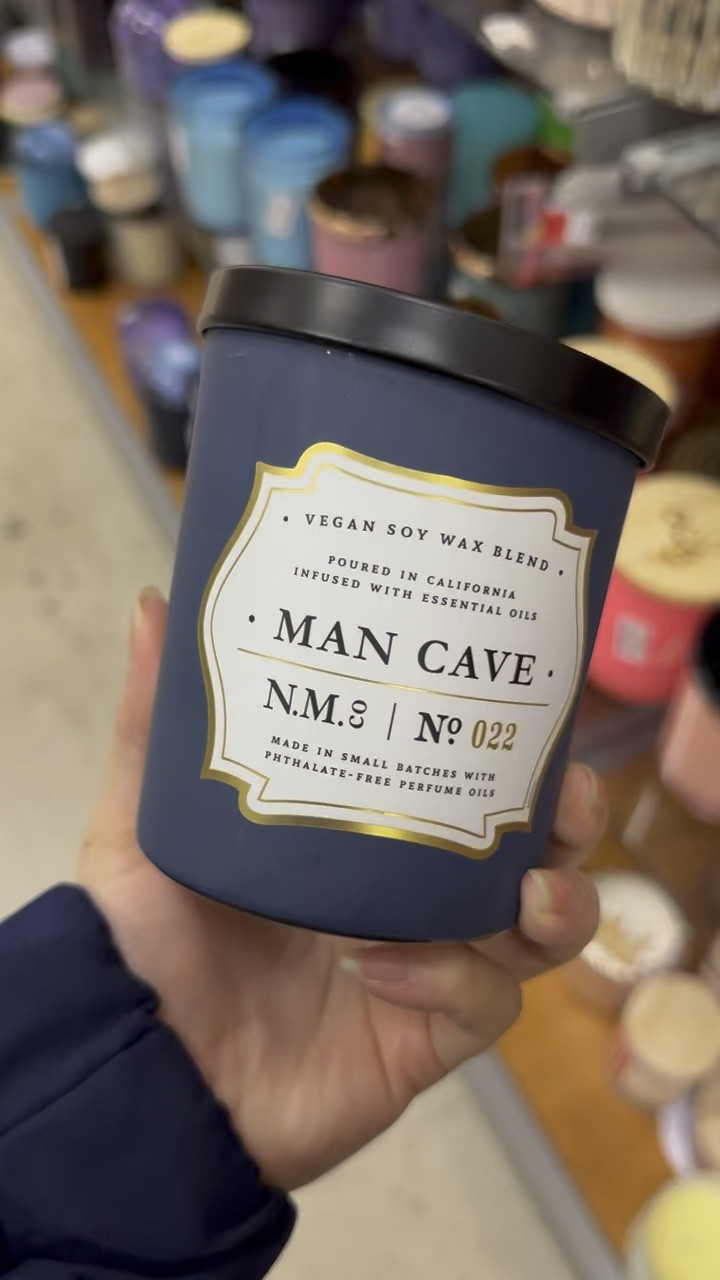 • VEGAN SOY WAX BLEND •
POURED IN CALIFORNIA
INFUSED WITH ESSENTIAL OILS
• MAN CAVE •
N.M.CO | Nº 022
MADE IN SMALL BATCHES WITH
PHTHALATE-FREE PERFUME OILS